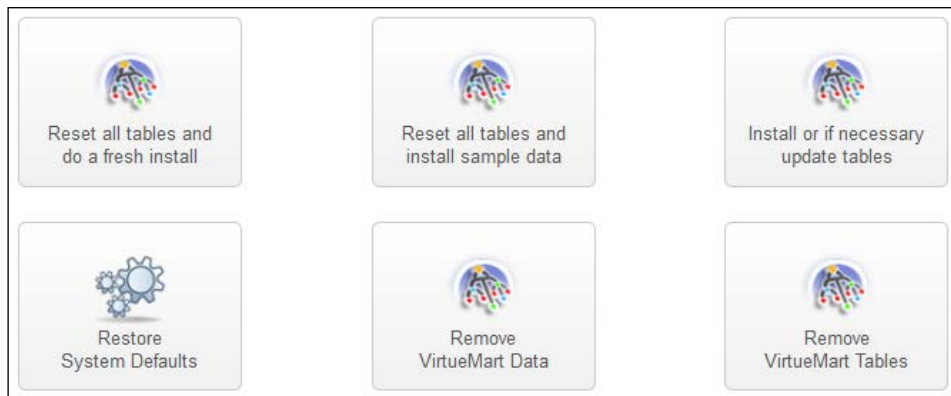 Reset all tables and
do a fresh install
Reset all tables and
install sample data
Install or if necessary
update tables
Restore
System Defaults
Remove
VirtueMart Data
Remove
VirtueMart Tables